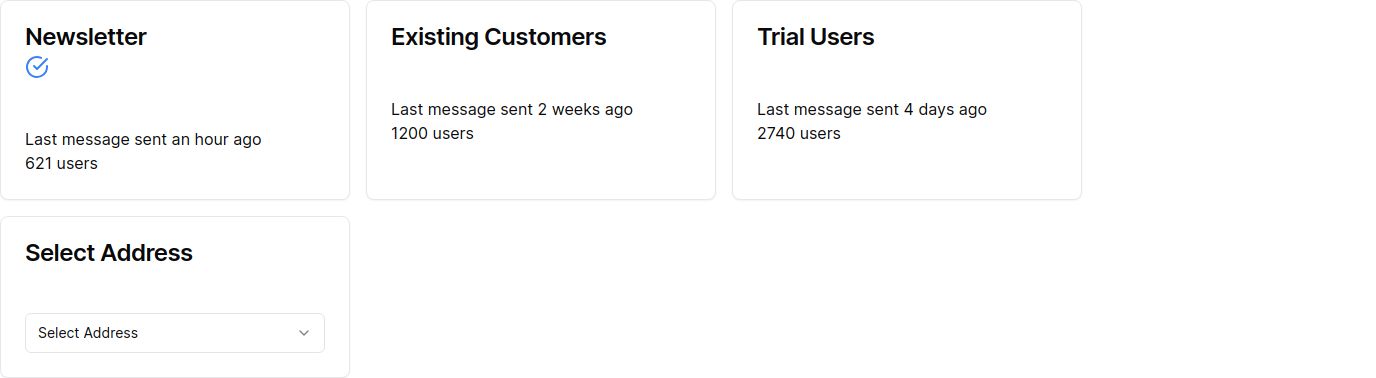 Newsletter
Last message sent an hour ago
621 users
Existing Customers
Last message sent 2 weeks ago
1200 users
Trial Users
Last message sent 4 days ago
2740 users
Select Address
Select Address